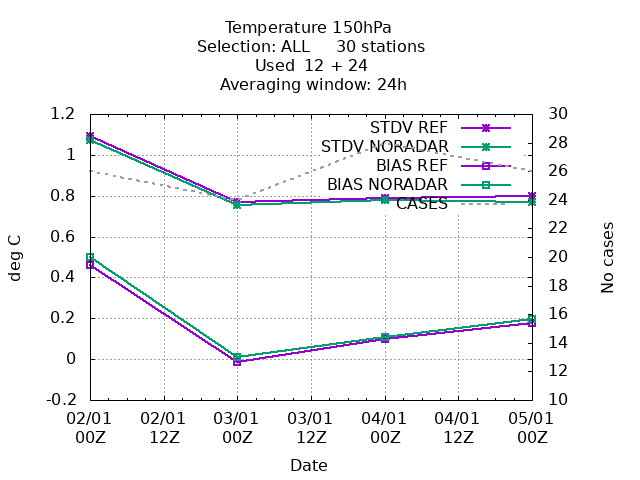 Temperature 150hPa
Selection: ALL     30 stations
Used  12 + 24
Averaging window: 24h
1.2
1
0.8
0.6
0.4
0.2
0
-0.2
deg C
30
28
26
24
22
20
18
16
14
12
10
No cases
STDV REF
STDV NORADAR
BIAS REF
BIAS NORADAR
CASES
02/01 02/01 03/01 03/01 04/01 04/01 05/01
00Z 12Z 00Z 12Z 00Z 12Z 00Z
Date